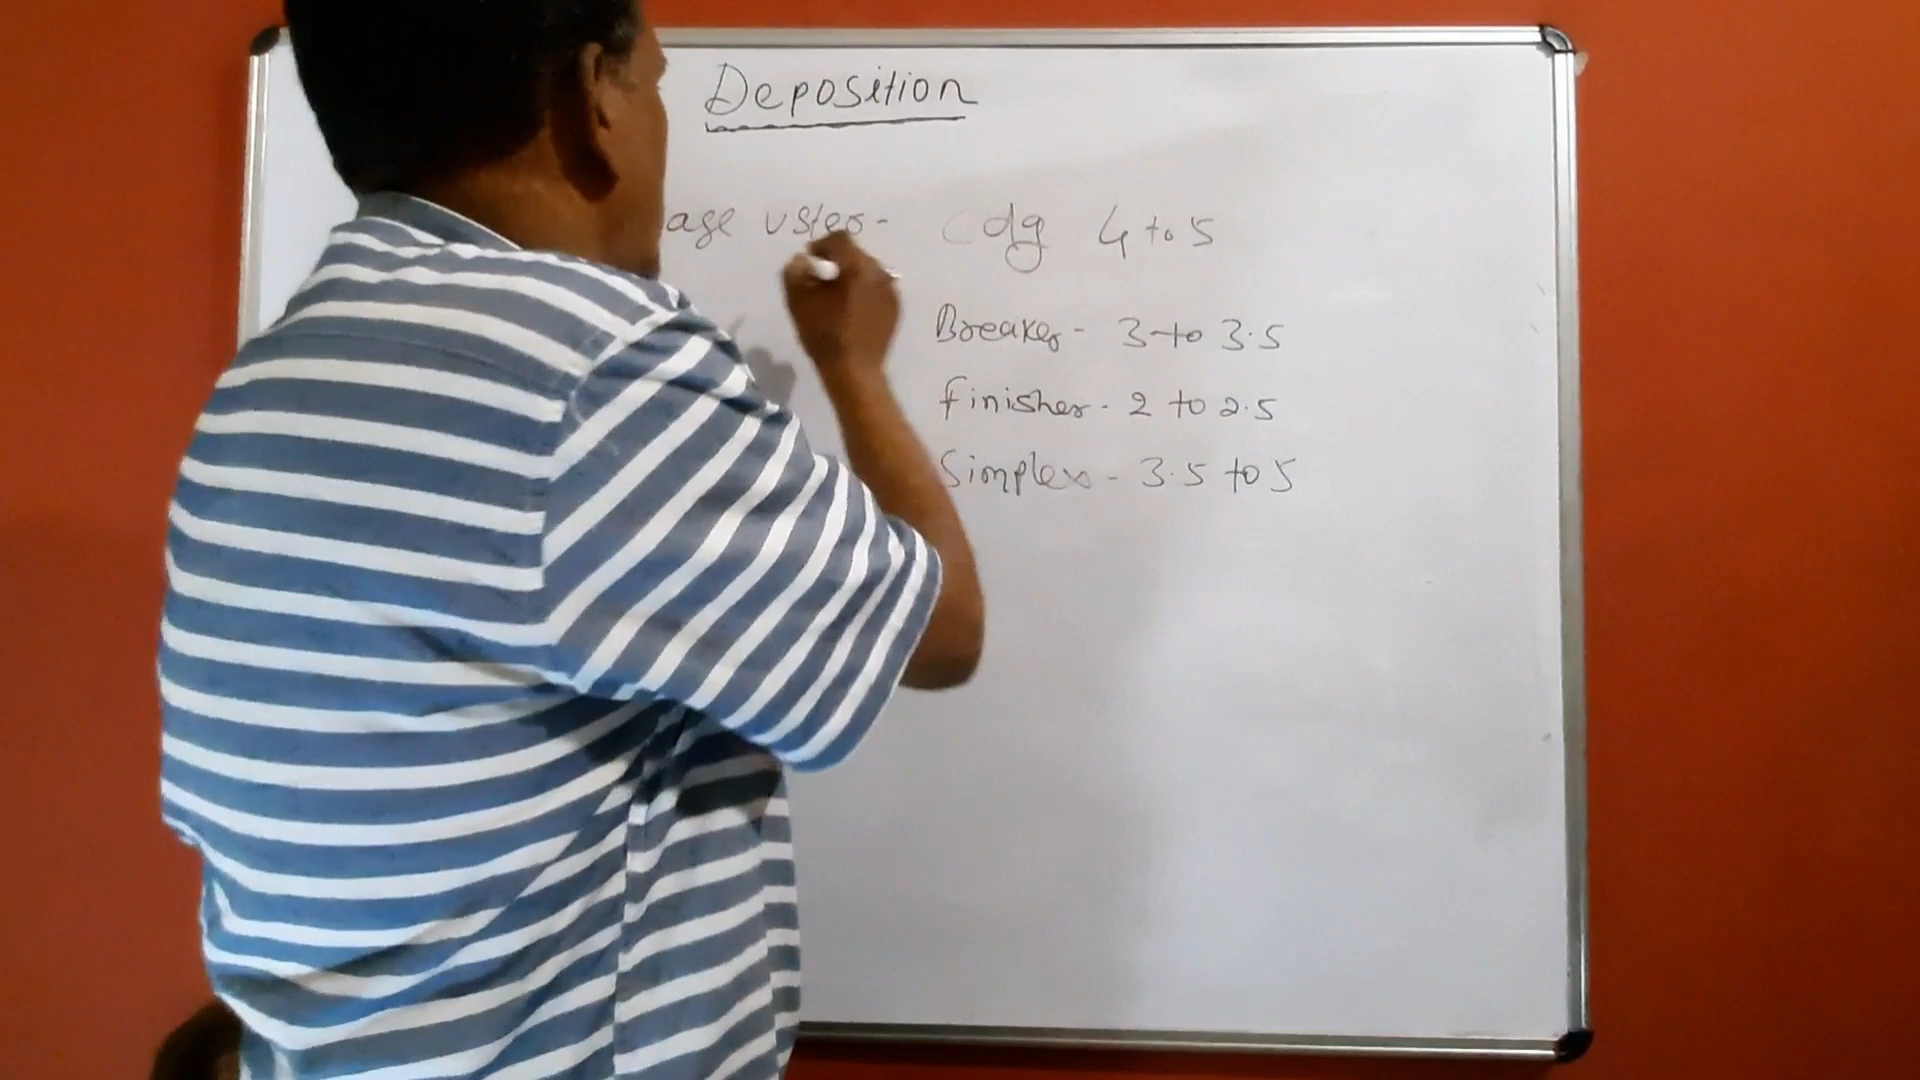 Deposition
age uster - Cdg 4 to 5
Breaker - 3 to 3.5
finisher - 2 to 2.5
Simplex - 3.5 to 5